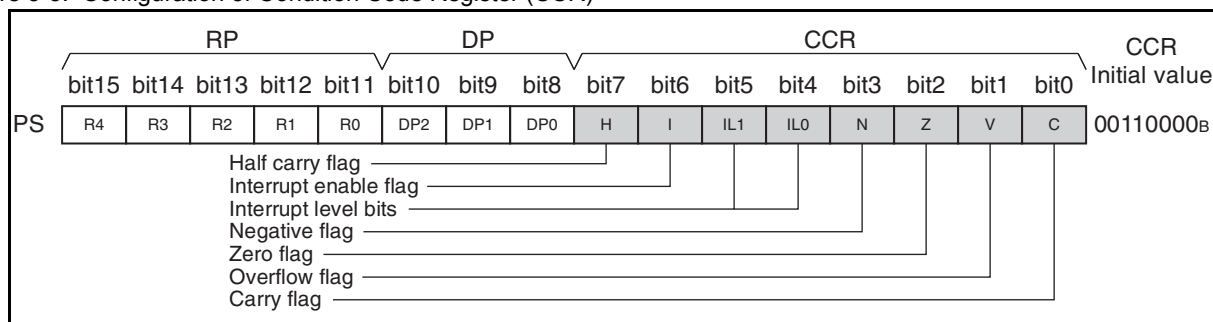 Configuration of Condition Code Register (CCR)
RP DP CCR CCR
bit15 bit14 bit13 bit12 bit11 bit10 bit9 bit8 bit7 bit6 bit5 bit4 bit3 bit2 bit1 bit0 Initial value
PS R4 R3 R2 R1 R0 DP2 DP1 DP0 H I IL1 IL0 N Z V C 00110000B
Half carry flag
Interrupt enable flag
Interrupt level bits
Negative flag
Zero flag
Overflow flag
Carry flag